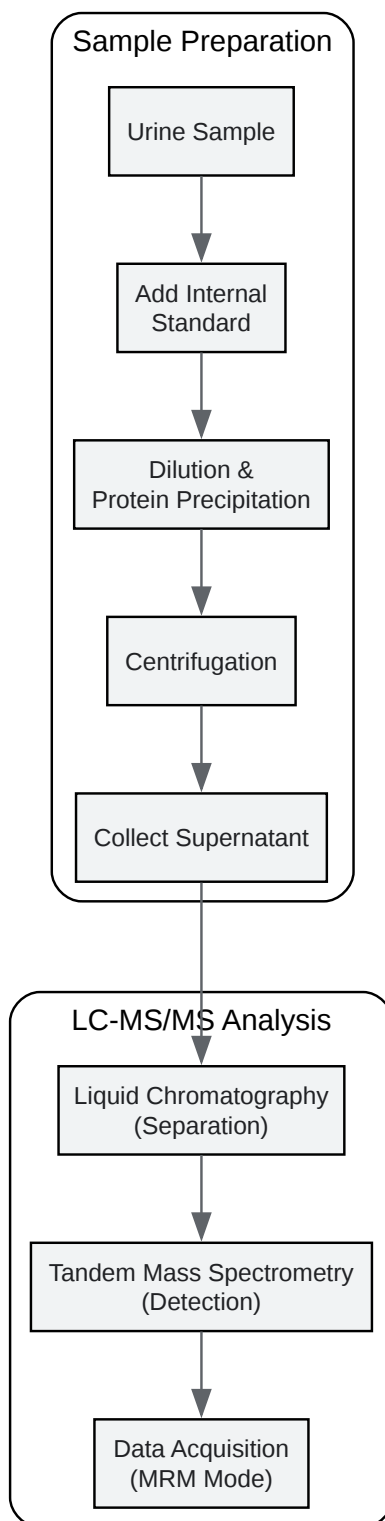 Sample Preparation
Urine Sample
Add Internal
Standard
Dilution &
Protein Precipitation
Centrifugation
Collect Supernatant
LC-MS/MS Analysis
Liquid Chromatography
(Separation)
Tandem Mass Spectrometry
(Detection)
Data Acquisition
(MRM Mode)